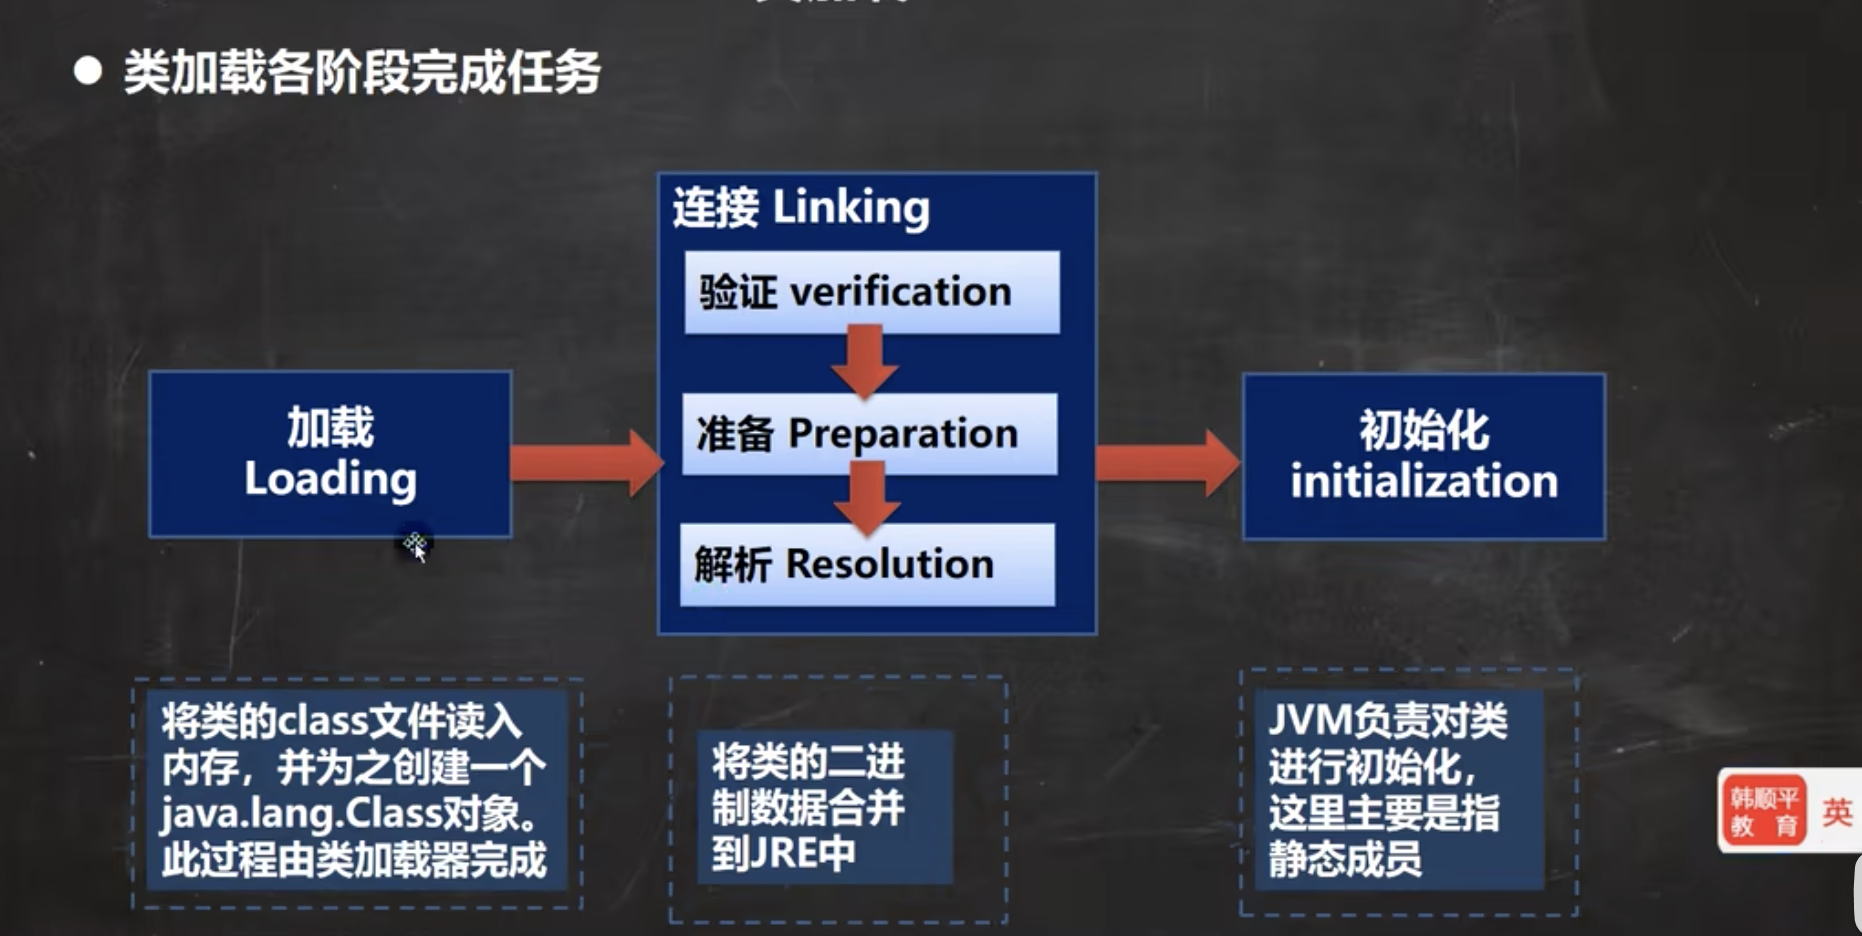 类加载各阶段完成任务
连接 Linking
验证 verification
准备 Preparation
解析 Resolution
加载
Loading
初始化
initialization
将类的class文件读入
内存，并为之创建一个
java.lang.Class对象。
此过程由类加载器完成
将类的二进
制数据合并
到JRE中
JVM负责对类
进行初始化，
这里主要是指
静态成员
韩顺平
教 育
英